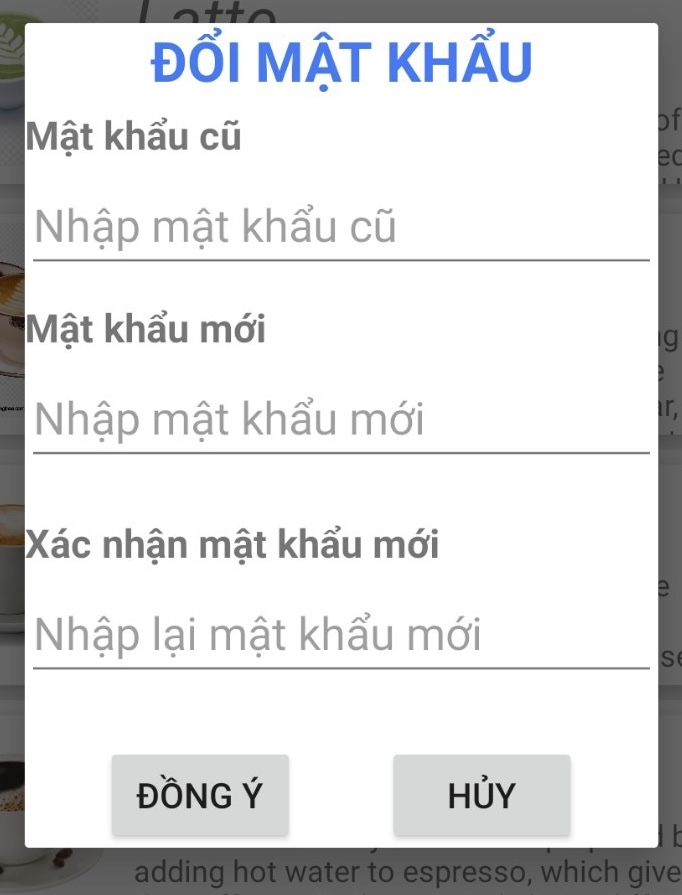 Latte
ĐỔI MẬT KHẨU
Mật khẩu cũ
Nhập mật khẩu cũ
Mật khẩu mới
Nhập mật khẩu mới
Xác nhận mật khẩu mới
Nhập lại mật khẩu mới
ĐỒNG Ý
HỦY
adding hot water to espresso, which give